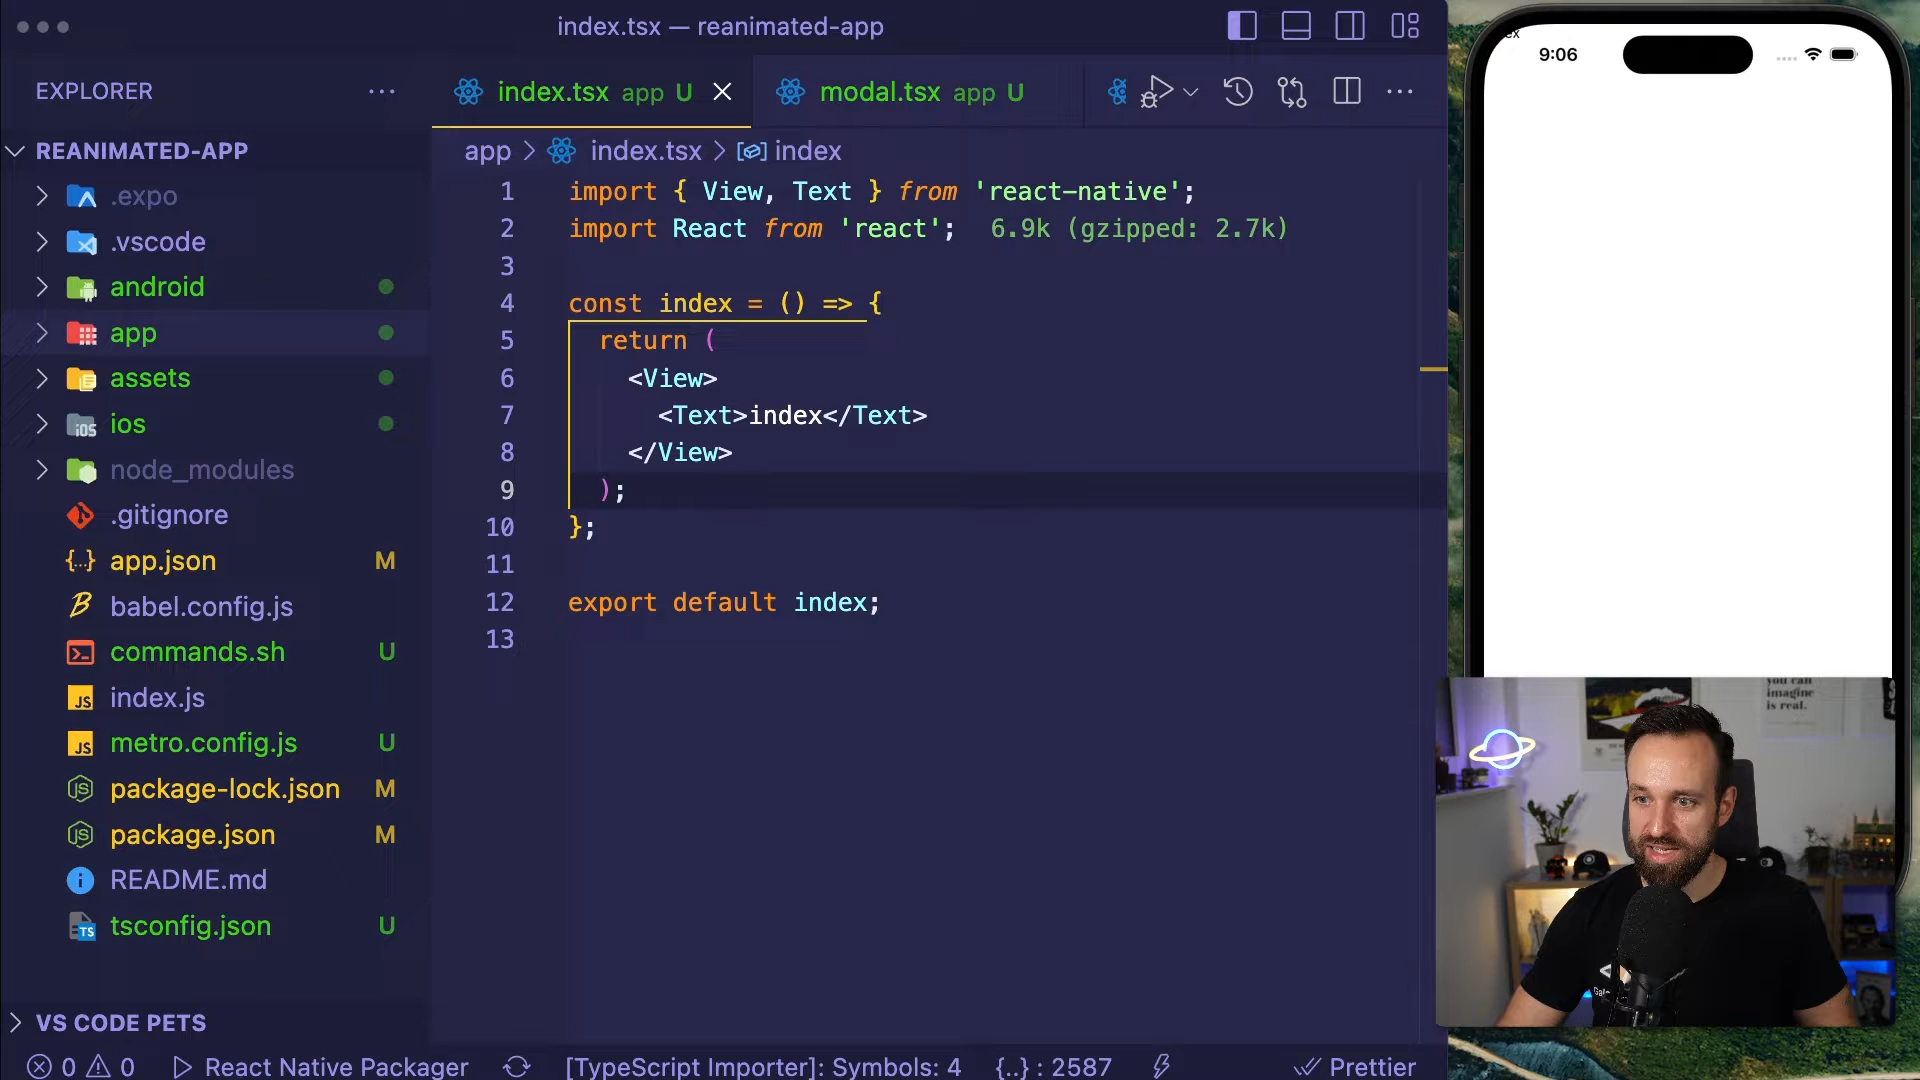 index.tsx — reanimated-app
EXPLORER
REANIMATED-APP
.expo
.vscode
android
app
assets
ios
node_modules
.gitignore
app.json M
babel.config.js
commands.sh U
index.js
metro.config.js U
package-lock.json M
package.json M
README.md
tsconfig.json U
VS CODE PETS
index.tsx app U
modal.tsx app U
app > index.tsx > index
1 import { View, Text } from 'react-native';
2 import React from 'react'; 6.9k (gzipped: 2.7k)
3
4 const index = () => {
5 return (
6 <View>
7 <Text>index</Text>
8 </View>
9 );
10 };
11
12 export default index;
13
0 0 React Native Packager [TypeScript Importer]: Symbols: 4 {..} : 2587 Prettier
9:06
you can
imagine
is real.